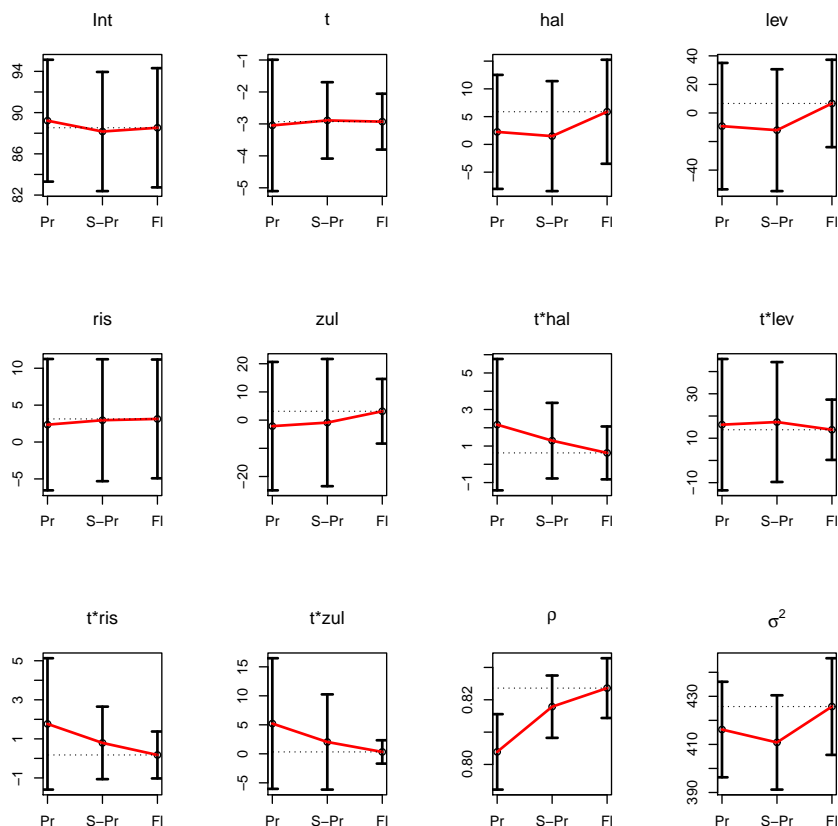 Int
82 86 90 94
Pr S-Pr Fl
t
-5 -4 -3 -2 -1
Pr S-Pr Fl
hal
-5 0 5 10
Pr S-Pr Fl
lev
-40 0 20 40
Pr S-Pr Fl
ris
-5 0 5 10
Pr S-Pr Fl
zul
-20 0 10 20
Pr S-Pr Fl
t*hal
-1 1 3 5
Pr S-Pr Fl
t*lev
-10 10 30
Pr S-Pr Fl
t*ris
-1 1 3 5
Pr S-Pr Fl
t*zul
-5 0 5 10 15
Pr S-Pr Fl
ρ
0.80 0.82
Pr S-Pr Fl
σ²
390 410 430
Pr S-Pr Fl